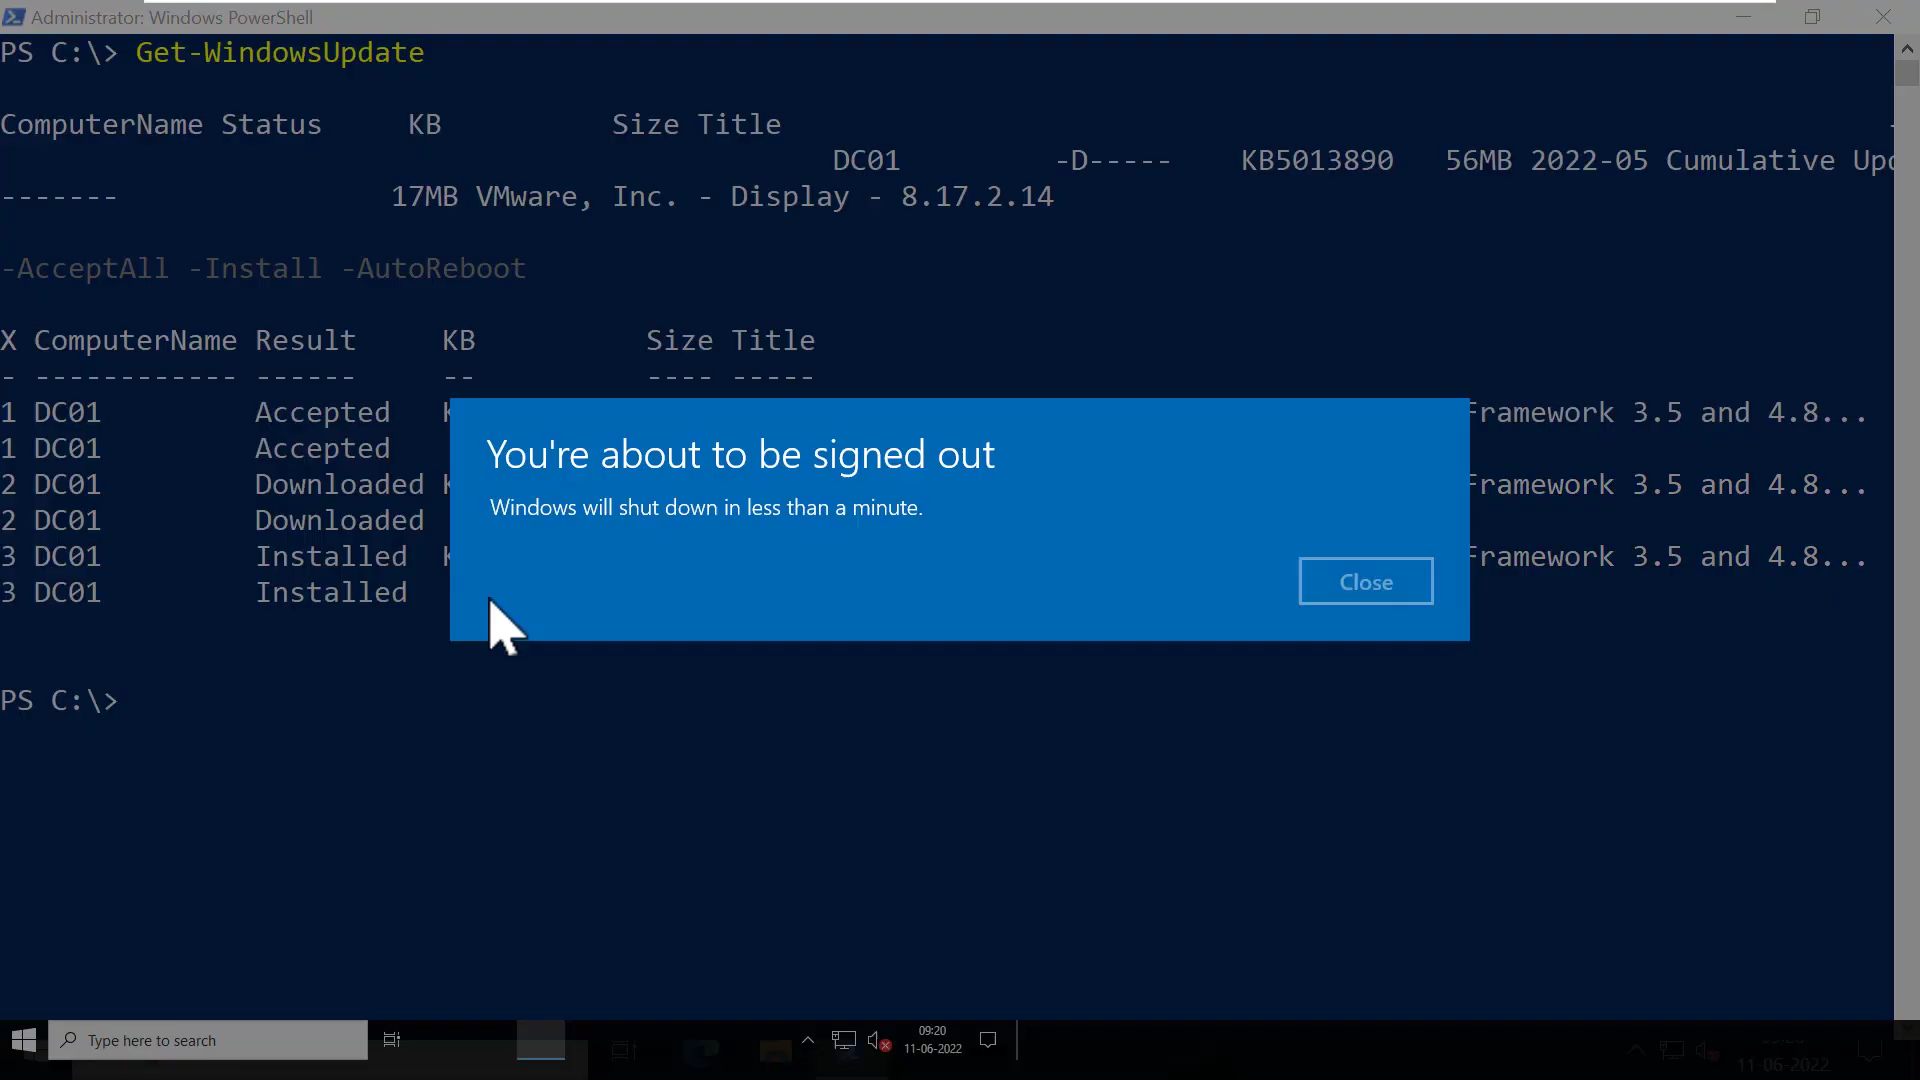 Administrator: Windows PowerShell
PS C:\> Get-WindowsUpdate
ComputerName Status KB Size Title
DC01 -D----- KB5013890 56MB 2022-05 Cumulative Upd
------- 17MB VMware, Inc. - Display - 8.17.2.14
-AcceptAll -Install -AutoReboot
X ComputerName Result KB Size Title
- ------------ ------ -- ---- -----
1 DC01 Accepted Framework 3.5 and 4.8...
1 DC01 Accepted
2 DC01 Downloaded Framework 3.5 and 4.8...
2 DC01 Downloaded
3 DC01 Installed Framework 3.5 and 4.8...
3 DC01 Installed
PS C:\>
You're about to be signed out
Windows will shut down in less than a minute.
Close
Type here to search
09:20
11-06-2022
11-06-2022